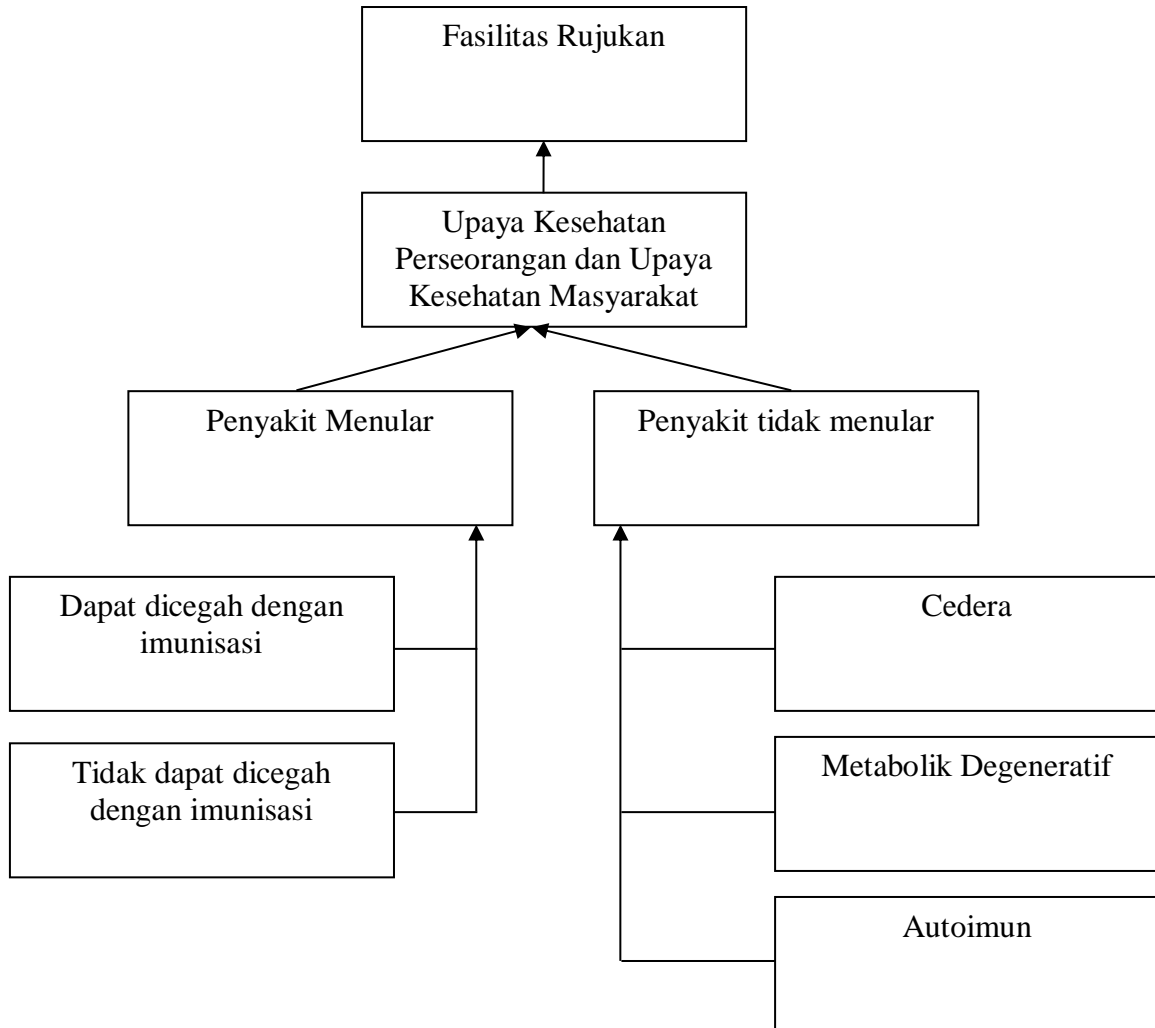 Fasilitas Rujukan
Upaya Kesehatan
Perseorangan dan Upaya
Kesehatan Masyarakat
Penyakit Menular
Penyakit tidak menular
Dapat dicegah dengan
imunisasi
Tidak dapat dicegah
dengan imunisasi
Cedera
Metabolik Degeneratif
Autoimun